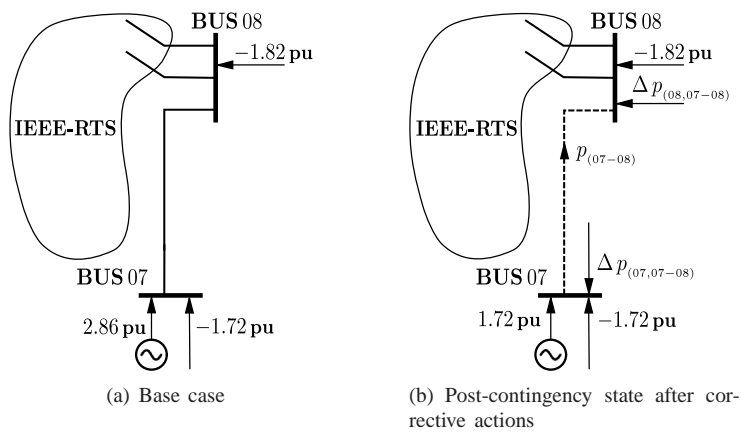 BUS 08
−1.82 pu
IEEE-RTS
BUS 07
2.86 pu
−1.72 pu
(a) Base case
BUS 08
−1.82 pu
Δ p(08,07−08)
IEEE-RTS
p(07−08)
BUS 07
Δ p(07,07−08)
1.72 pu
−1.72 pu
(b) Post-contingency state after cor-
rective actions